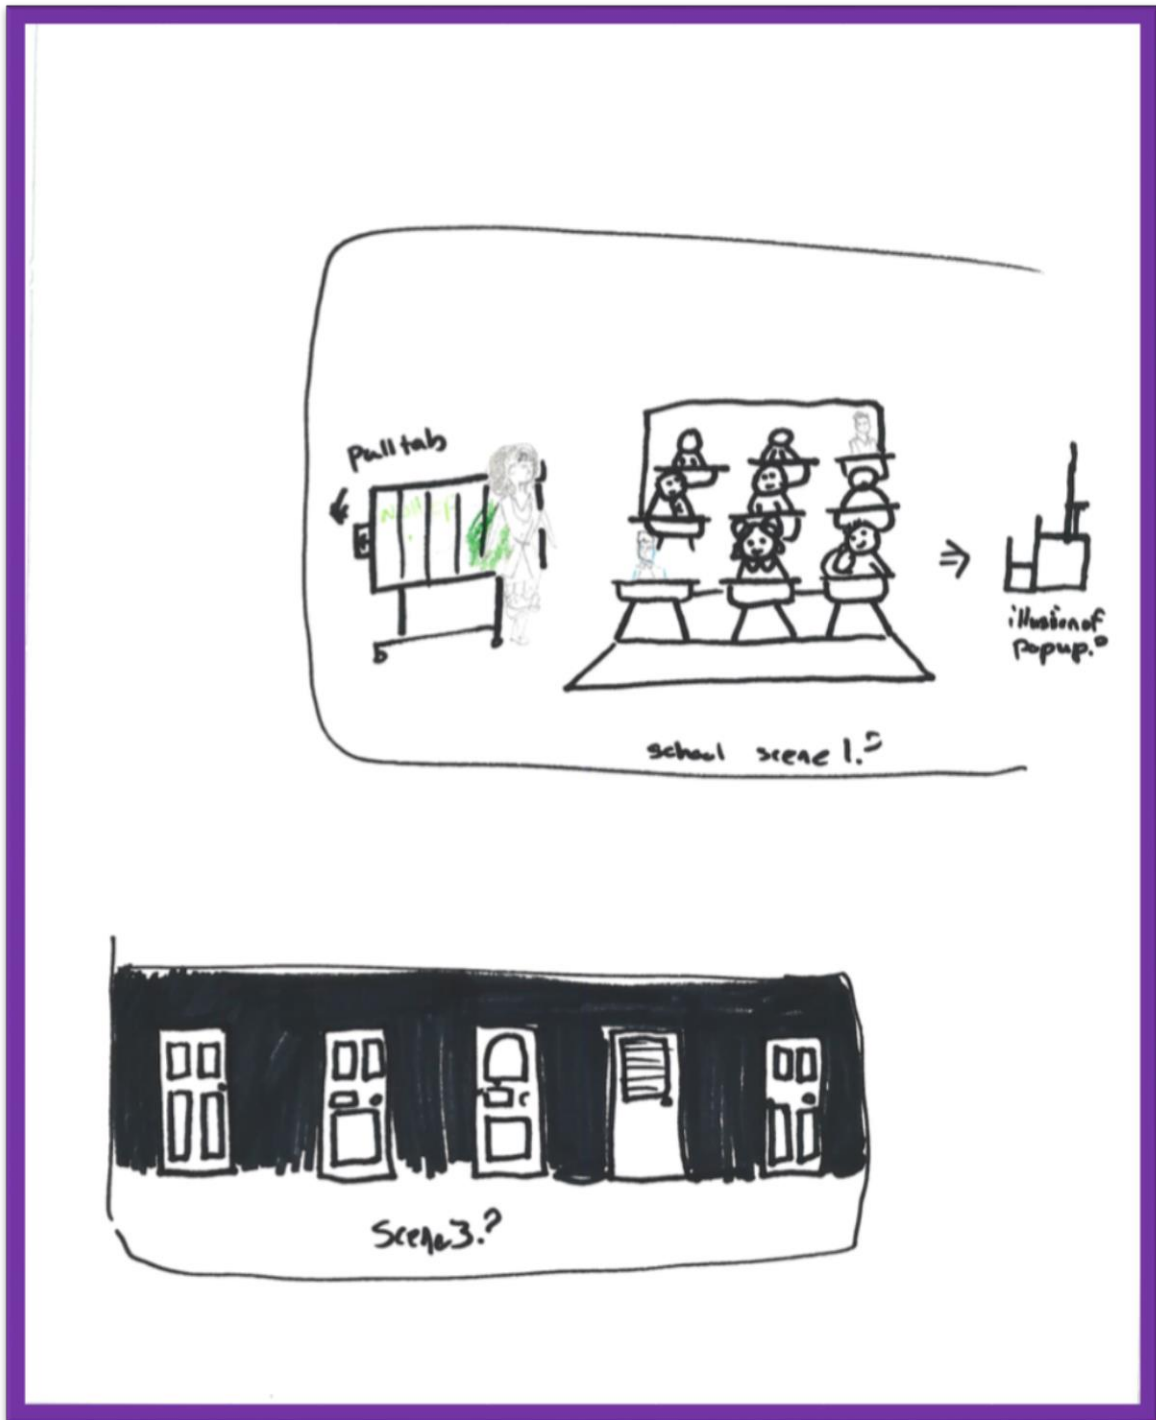 Pull tab
illusion of
popup.?
school scene 1.?
Scene 3.?